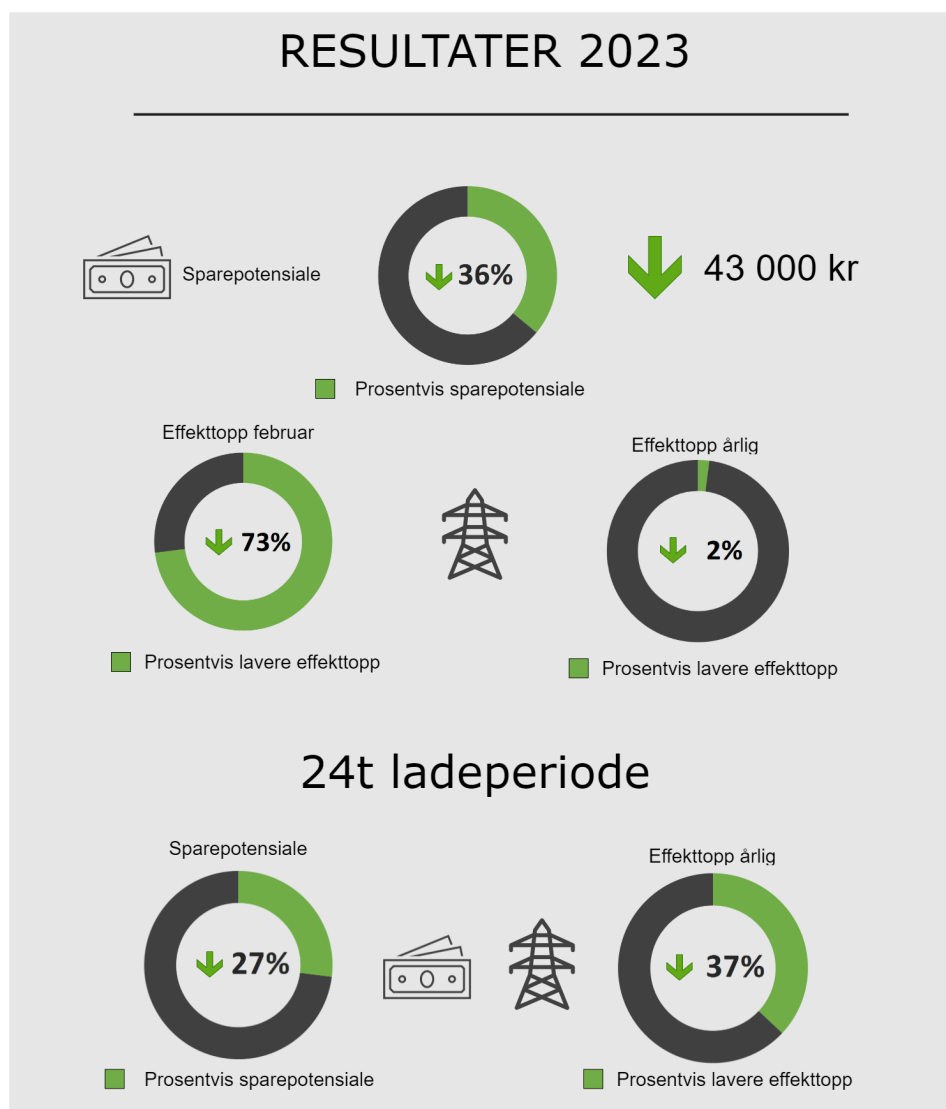 RESULTATER 2023
Sparepotensiale
36%
43 000 kr
Prosentvis sparepotensiale
Effekttopp februar
Effekttopp årlig
73%
2%
Prosentvis lavere effekttopp
Prosentvis lavere effekttopp
24t ladeperiode
Sparepotensiale
Effekttopp årlig
27%
37%
Prosentvis sparepotensiale
Prosentvis lavere effekttopp